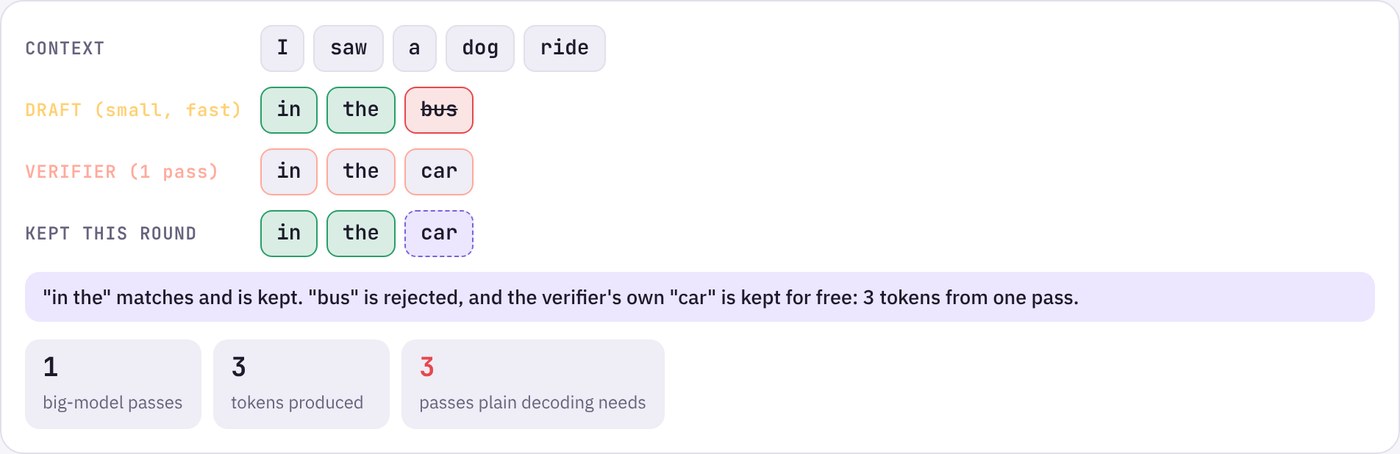 CONTEXT I saw a dog ride
DRAFT (small, fast) in the bus
VERIFIER (1 pass) in the car
KEPT THIS ROUND in the car
"in the" matches and is kept. "bus" is rejected, and the verifier's own "car" is kept for free: 3 tokens from one pass.
1 3 3
big-model passes tokens produced passes plain decoding needs